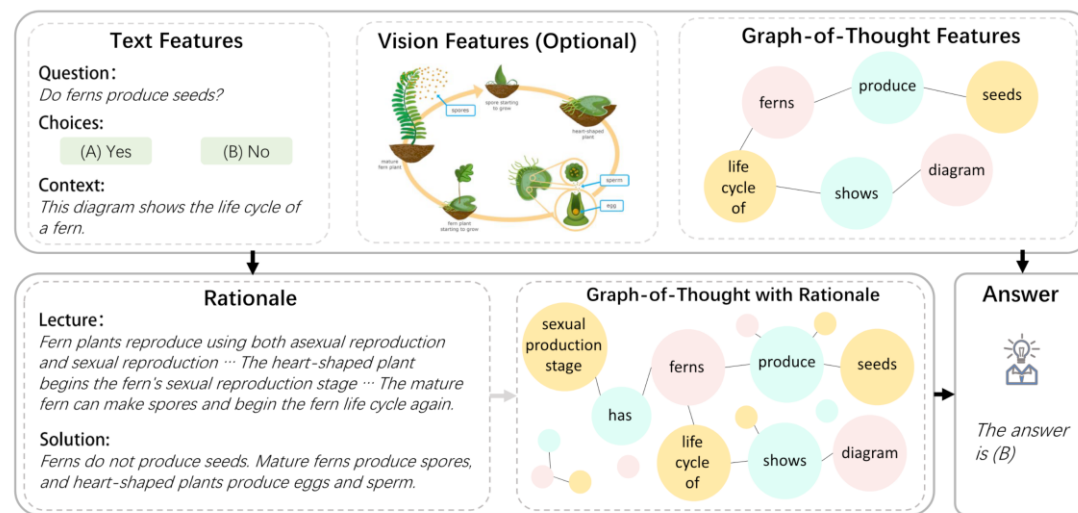 Text Features
Question:
Do ferns produce seeds?
Choices:
(A) Yes
(B) No
Context:
This diagram shows the life cycle of
a fern.
Vision Features (Optional)
spores
spore starting
to grow
heart-shaped
plant
mature
fern plant
sperm
egg
fern plant
starting to grow
Graph-of-Thought Features
ferns
produce
seeds
life
cycle
of
shows
diagram
Rationale
Lecture:
Fern plants reproduce using both asexual reproduction
and sexual reproduction ··· The heart-shaped plant
begins the fern's sexual reproduction stage ··· The mature
fern can make spores and begin the fern life cycle again.
Solution:
Ferns do not produce seeds. Mature ferns produce spores,
and heart-shaped plants produce eggs and sperm.
Graph-of-Thought with Rationale
sexual
production
stage
has
ferns
produce
seeds
life
cycle
of
shows
diagram
Answer
The answer
is (B)